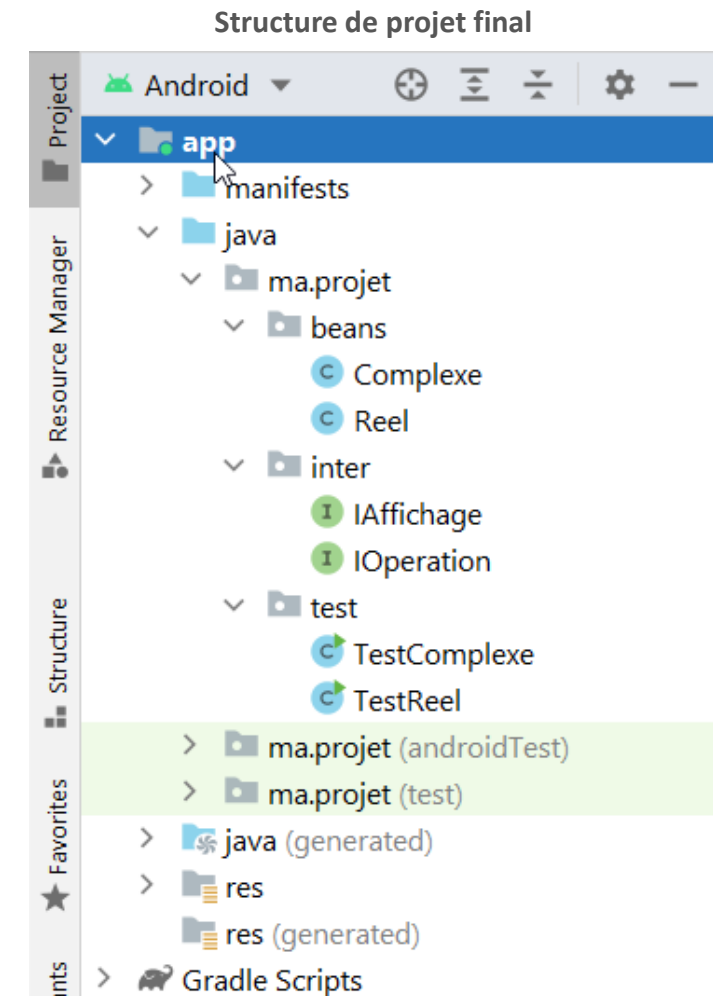 Structure de projet final
Android
app
manifests
java
ma.projet
beans
C Complexe
C Reel
inter
I IAffichage
I IOperation
test
C TestComplexe
C TestReel
ma.projet (androidTest)
ma.projet (test)
java (generated)
res
res (generated)
Gradle Scripts
Project
Resource Manager
Structure
Favorites